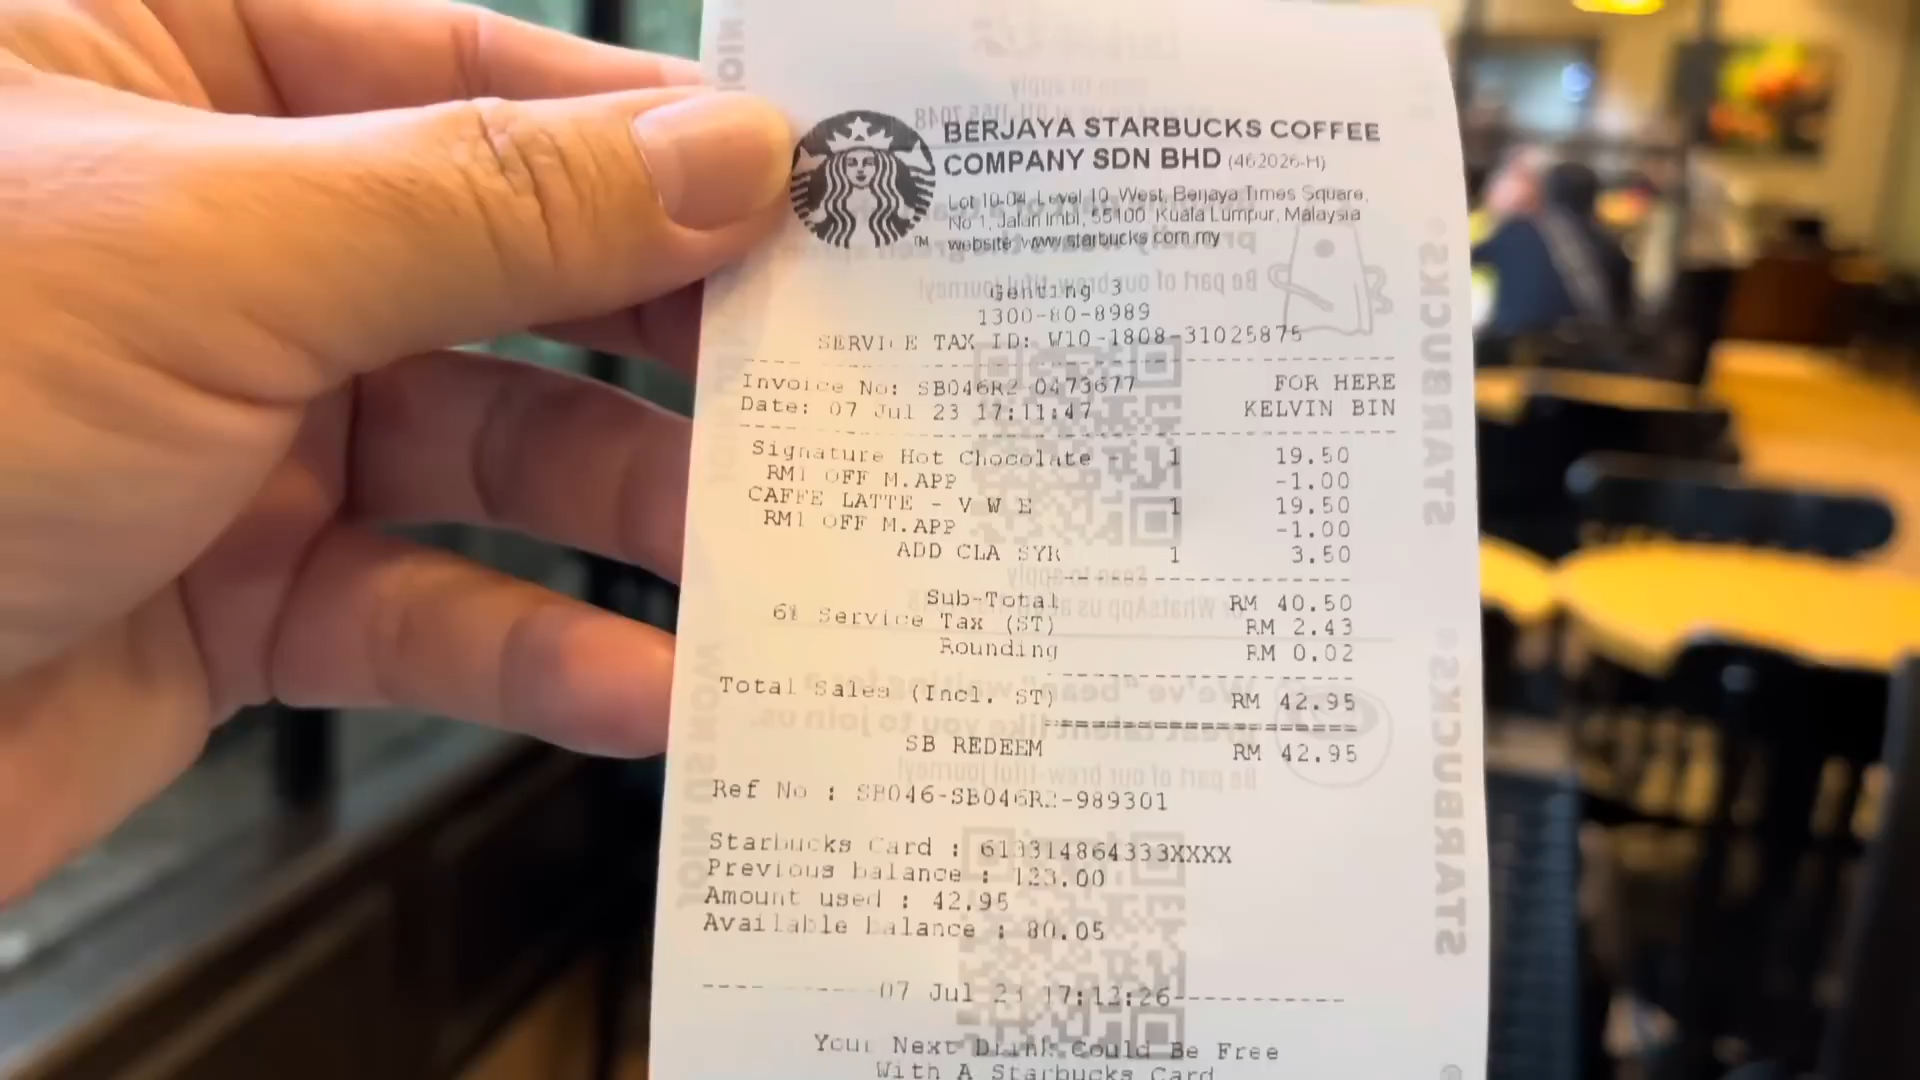 BERJAYA STARBUCKS COFFEE
COMPANY SDN BHD (462026-H)
Lot 10-04 Level 10, West, Berjaya Times Square,
No 1, Jalan Imbi, 55100 Kuala Lumpur, Malaysia
TM website: www.starbucks.com.my
Genting 3
1300-80-8989
SERVICE TAX ID: W10-1808-31025875
Invoice No: SB046R2-0473677 FOR HERE
Date: 07 Jul 23 17:11:47 KELVIN BIN
Signature Hot Chocolate - 1 19.50
RM1 OFF M.APP -1.00
CAFFE LATTE - V W E 1 19.50
RM1 OFF M.APP -1.00
ADD CLA SYR 1 3.50
Sub-Total RM 40.50
6% Service Tax (ST) RM 2.43
Rounding RM 0.02
Total Sales (Incl. ST) RM 42.95
SB REDEEM RM 42.95
Ref No : SB046-SB046R2-989301
Starbucks Card : 613314864333XXXX
Previous balance : 123.00
Amount used : 42.95
Available balance : 80.05
07 Jul 23 17:12:26
Your Next Drink Could Be Free
With A Starbucks Card
STARBUCKS
STARBUCKS